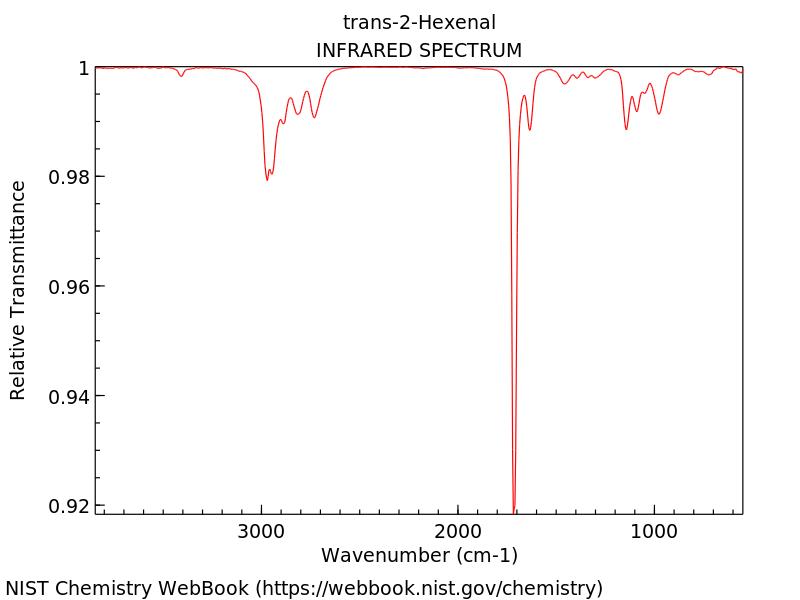 trans-2-Hexenal
INFRARED SPECTRUM
1
0.98
0.96
0.94
0.92
Relative Transmittance
3000 2000 1000
Wavenumber (cm-1)
NIST Chemistry WebBook (https://webbook.nist.gov/chemistry)